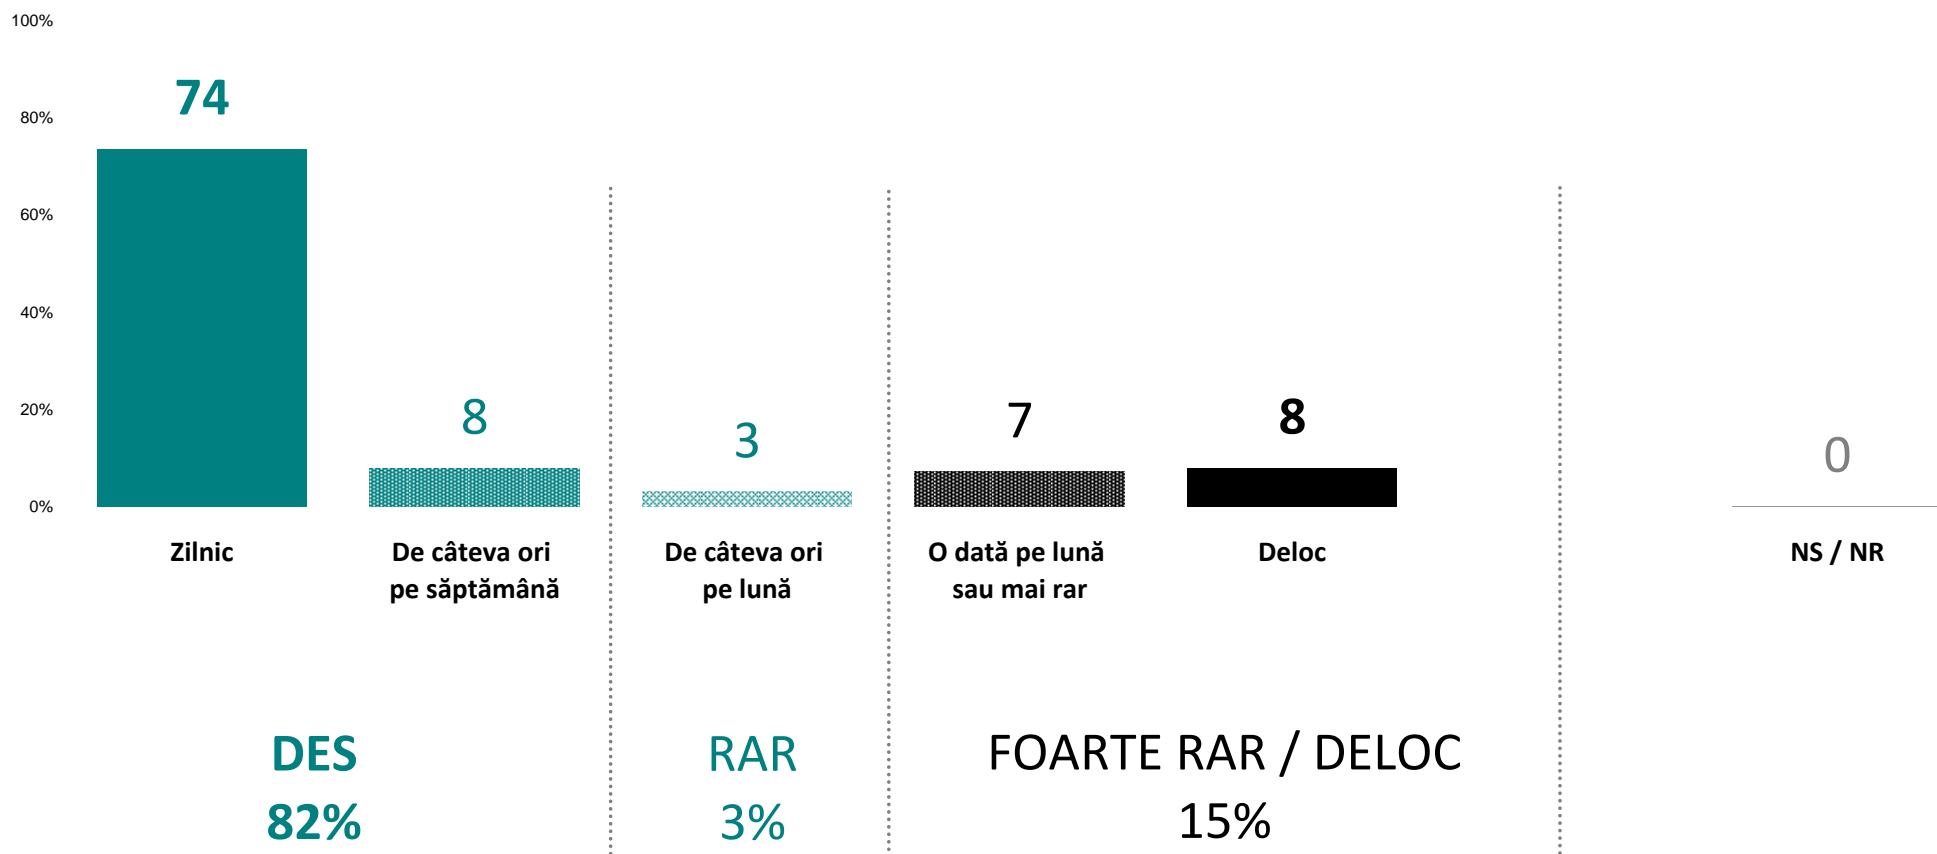 100%
80%
60%
40%
20%
0%
74
8
3
7
8
0
Zilnic
De câteva ori
pe săptămână
De câteva ori
pe lună
O dată pe lună
sau mai rar
Deloc
NS / NR
DES
82%
RAR
3%
FOARTE RAR / DELOC
15%